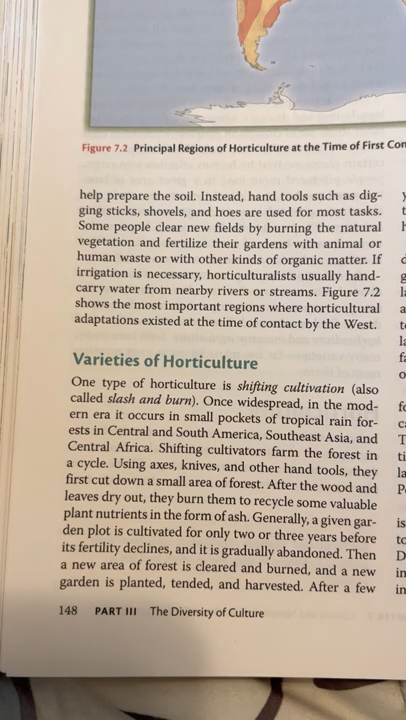 Figure 7.2 Principal Regions of Horticulture at the Time of First
help prepare the soil. Instead, hand tools such as dig-
ging sticks, shovels, and hoes are used for most tasks.
Some people clear new fields by burning the natural
vegetation and fertilize their gardens with animal or
human waste or with other kinds of organic matter. If
irrigation is necessary, horticulturalists usually hand-
carry water from nearby rivers or streams. Figure 7.2
shows the most important regions where horticultural
adaptations existed at the time of contact by the West.
Varieties of Horticulture
One type of horticulture is shifting cultivation (also
called slash and burn). Once widespread, in the mod-
ern era it occurs in small pockets of tropical rain for-
ests in Central and South America, Southeast Asia, and
Central Africa. Shifting cultivators farm the forest in
a cycle. Using axes, knives, and other hand tools, they
first cut down a small area of forest. After the wood and
leaves dry out, they burn them to recycle some valuable
plant nutrients in the form of ash. Generally, a given gar-
den plot is cultivated for only two or three years before
its fertility declines, and it is gradually abandoned. Then
a new area of forest is cleared and burned, and a new
garden is planted, tended, and harvested. After a few
148 PART III The Diversity of Culture